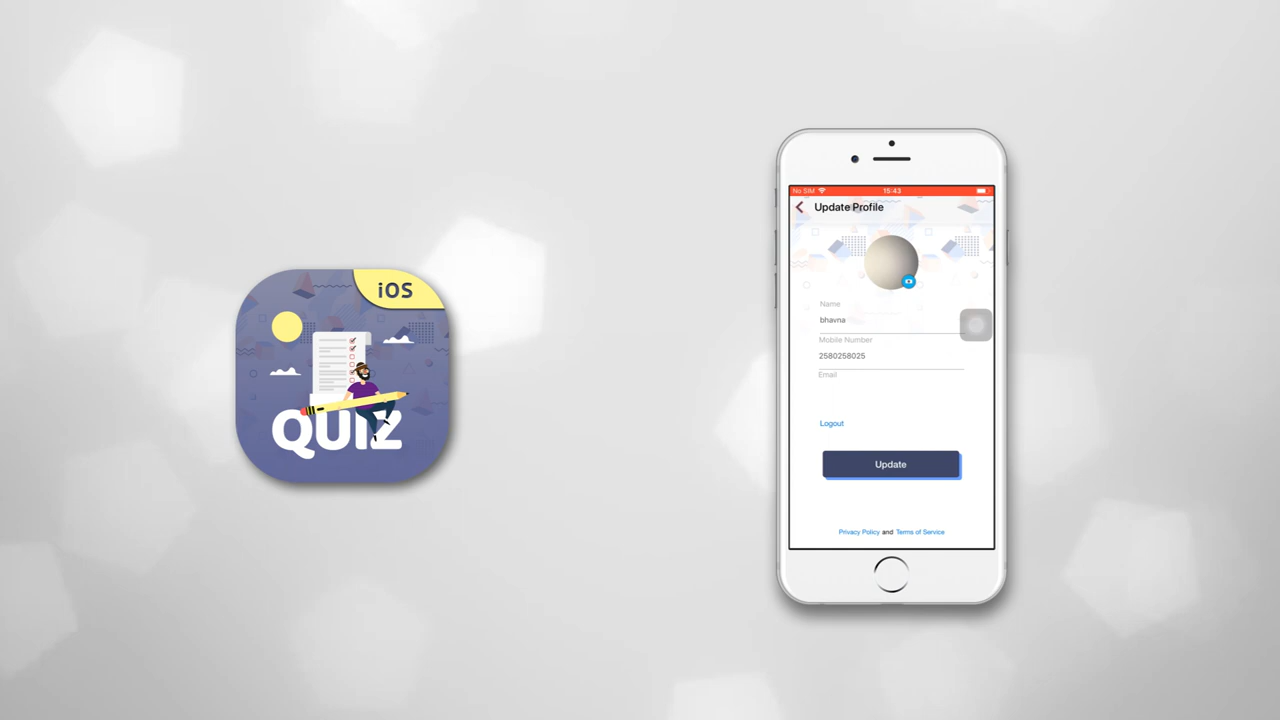 iOS
QUIZ
No SIM 15:43
Update Profile
Name
bhavna
Mobile Number
2580258025
Email
Logout
Update
Privacy Policy and Terms of Service